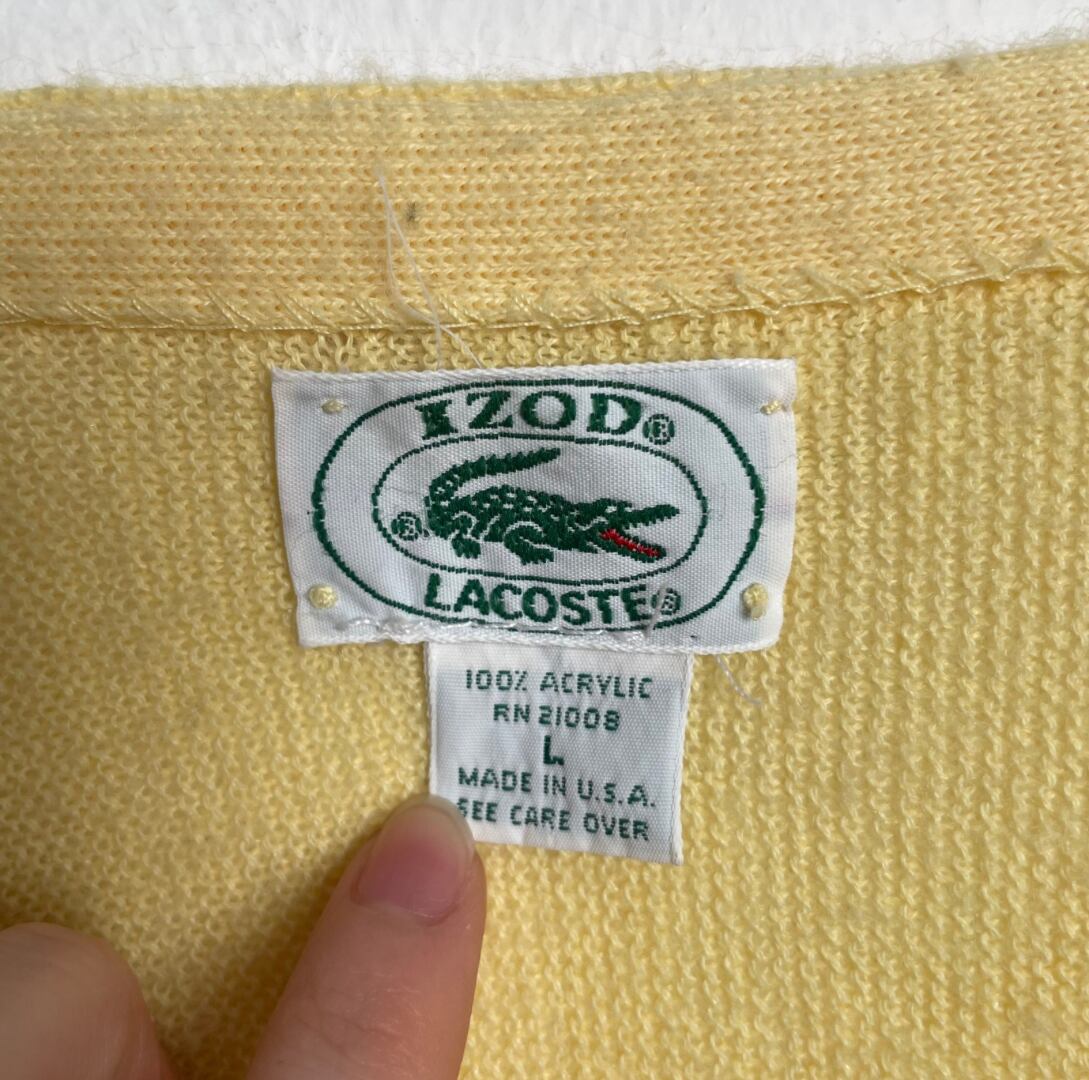 IZOD®
®
LACOSTE®
100% ACRYLIC
RN 21008
L
MADE IN U.S.A.
SEE CARE OVER